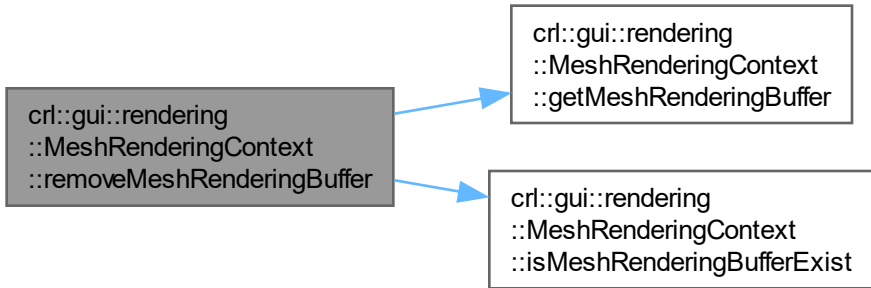 crl::gui::rendering
::MeshRenderingContext
::removeMeshRenderingBuffer
crl::gui::rendering
::MeshRenderingContext
::getMeshRenderingBuffer
crl::gui::rendering
::MeshRenderingContext
::isMeshRenderingBufferExist